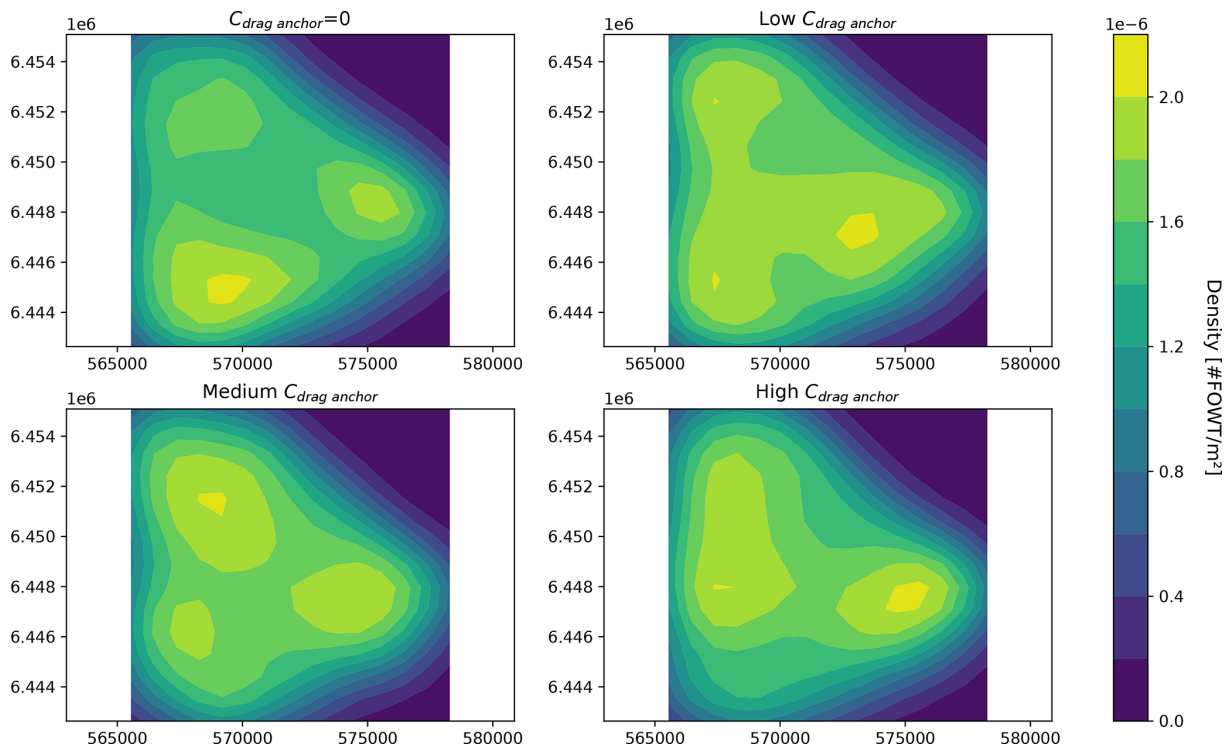 C_drag anchor=0
1e6
6.454
6.452
6.450
6.448
6.446
6.444
565000 570000 575000 580000
Low C_drag anchor
1e6
6.454
6.452
6.450
6.448
6.446
6.444
565000 570000 575000 580000
Medium C_drag anchor
1e6
6.454
6.452
6.450
6.448
6.446
6.444
565000 570000 575000 580000
High C_drag anchor
1e6
6.454
6.452
6.450
6.448
6.446
6.444
565000 570000 575000 580000
1e−6
2.0
1.6
1.2
0.8
0.4
0.0
Density [#FOWT/m²]